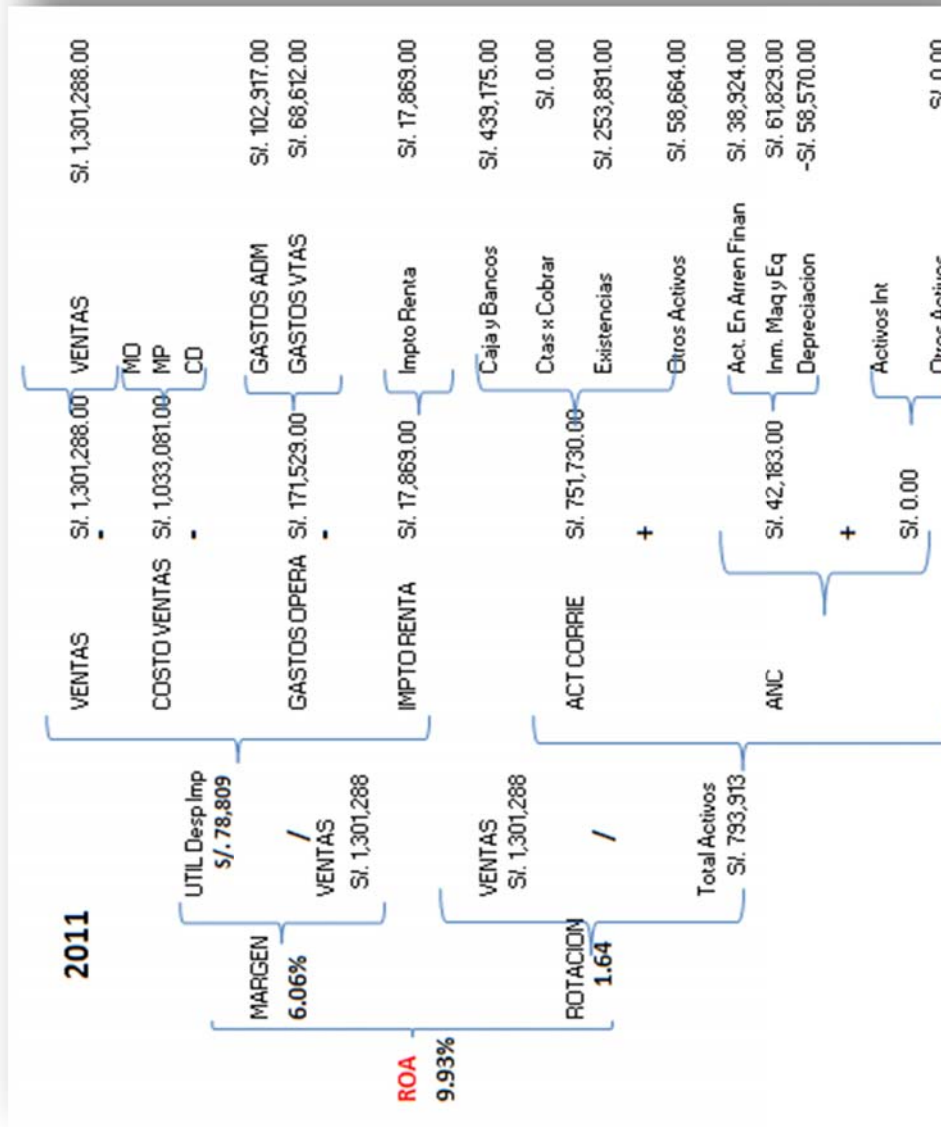 2011
ROA
9.93%
MARGEN
6.06%
ROTACION
1.64
UTIL Desp Imp
S/. 78,809
/
VENTAS
S/. 1,301,288
VENTAS
S/. 1,301,288
/
Total Activos
S/. 793,913
VENTAS S/. 1,301,288.00 VENTAS S/. 1,301,288.00
-
MO
COSTO VENTAS S/. 1,033,081.00 MP
-
CD
GASTOS ADM S/. 102,917.00
GASTOS OPERA S/. 171,529.00 GASTOS VTAS S/. 68,612.00
-
IMPTO RENTA S/. 17,869.00 Impto Renta S/. 17,869.00
Caja y Bancos S/. 439,175.00
Ctas x Cobrar S/. 0.00
ACT CORRIE S/. 751,730.00 Existencias S/. 253,891.00
+
Otros Activos S/. 58,664.00
Act. En Arren Finan S/. 38,924.00
ANC S/. 42,183.00 Inm. Maq y Eq S/. 61,829.00
Depreciacion -S/. 58,570.00
+
Activos Int
S/. 0.00
Otros Activos S/. 0.00